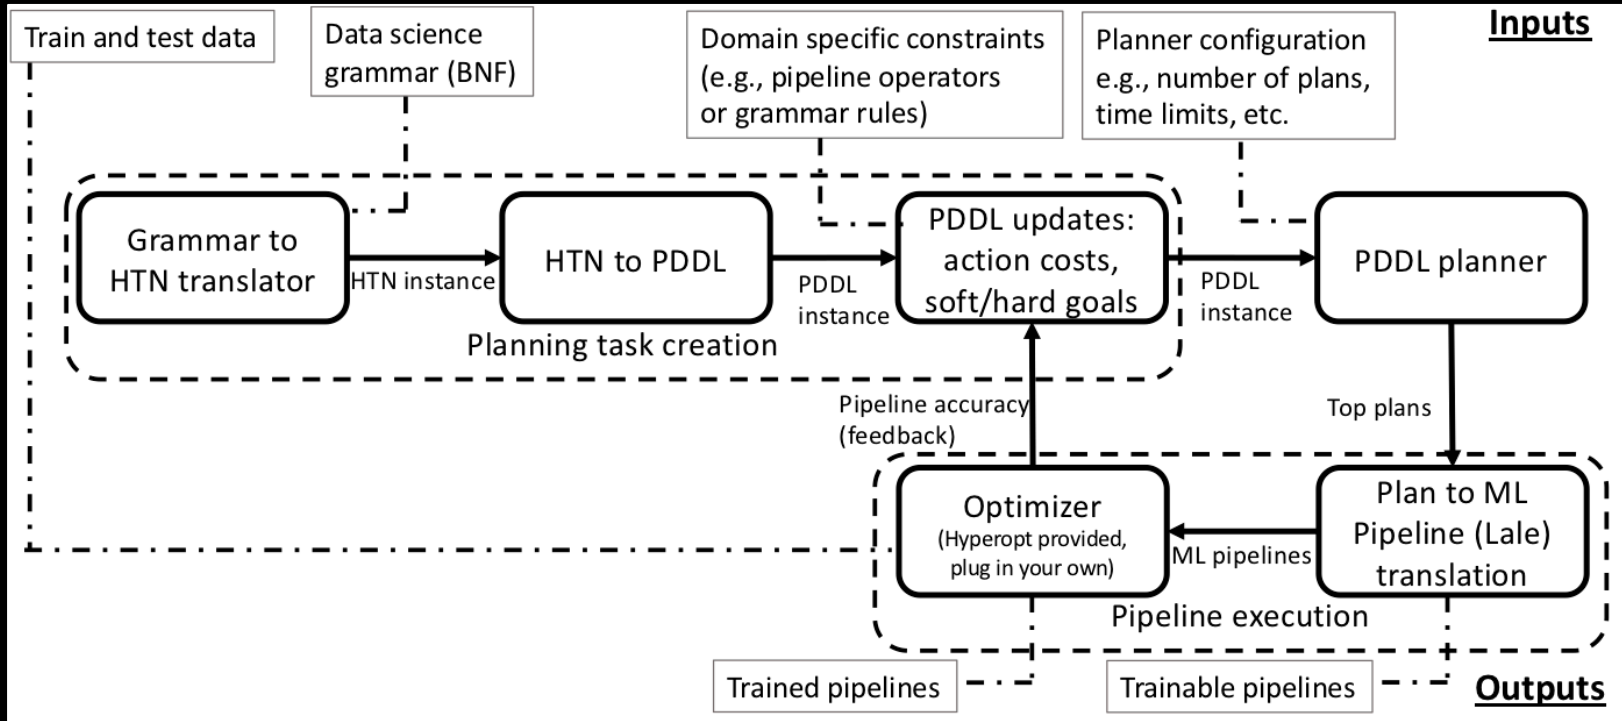 Inputs
Train and test data
Data science
grammar (BNF)
Domain specific constraints
(e.g., pipeline operators
or grammar rules)
Planner configuration
e.g., number of plans,
time limits, etc.
Grammar to
HTN translator
HTN instance
HTN to PDDL
PDDL
instance
PDDL updates:
action costs,
soft/hard goals
PDDL
instance
PDDL planner
Planning task creation
Pipeline accuracy
(feedback)
Top plans
Optimizer
(Hyperopt provided,
plug in your own)
ML pipelines
Plan to ML
Pipeline (Lale)
translation
Pipeline execution
Trained pipelines
Trainable pipelines
Outputs